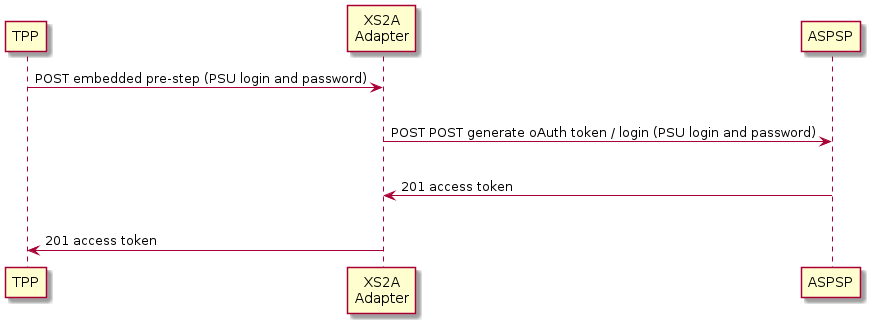 TPP
XS2A
Adapter
ASPSP
POST embedded pre-step (PSU login and password)
POST POST generate oAuth token / login (PSU login and password)
201 access token
201 access token
TPP
XS2A
Adapter
ASPSP